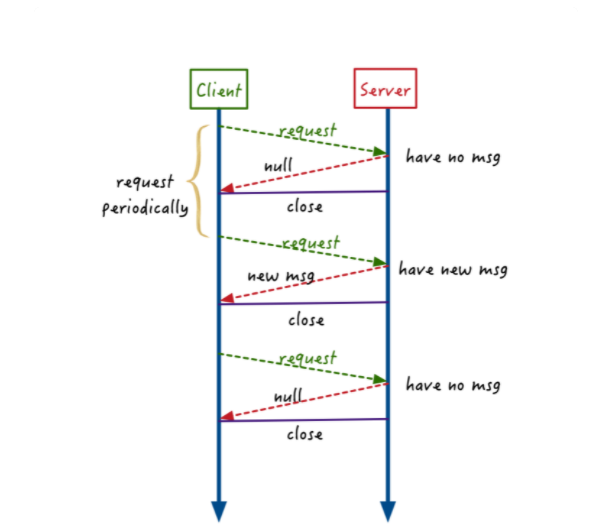 Client
Server
request
have no msg
null
request
periodically
close
request
have new msg
new msg
close
request
have no msg
null
close